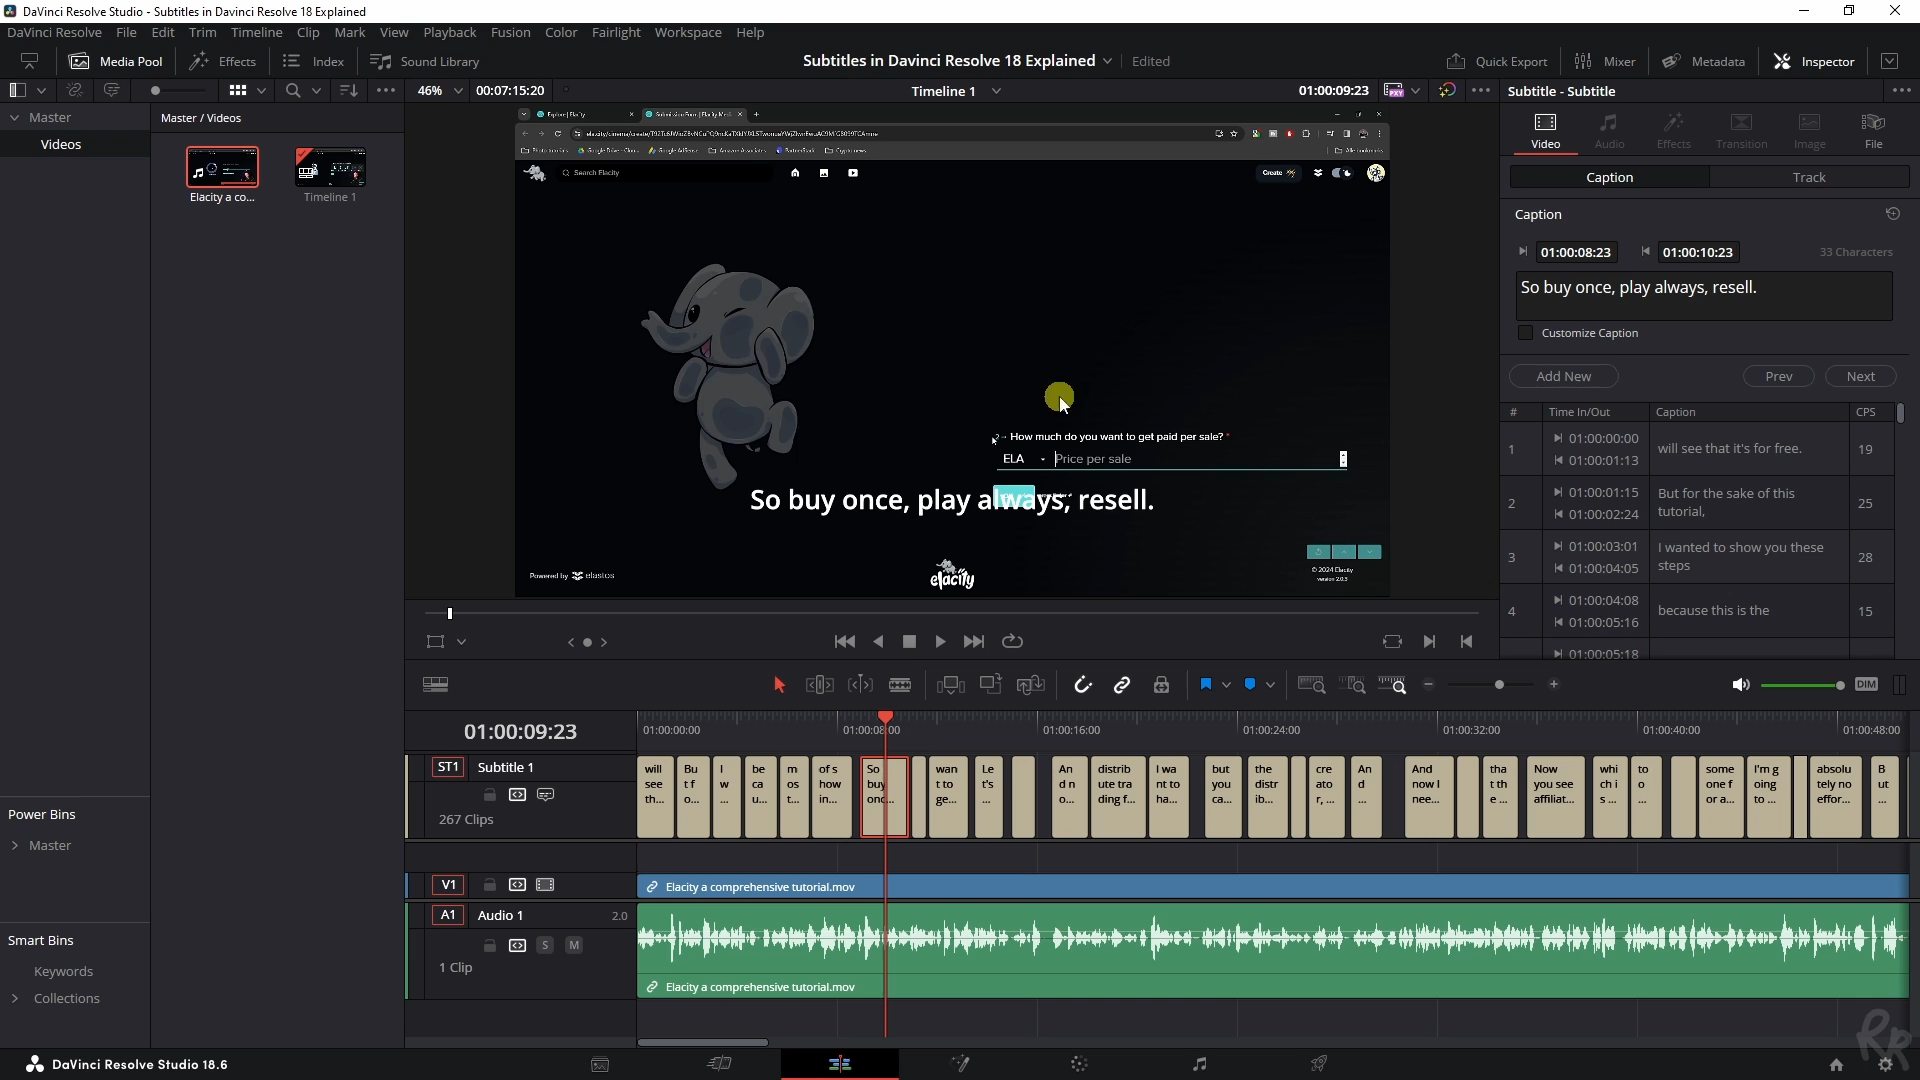 DaVinci Resolve Studio - Subtitles in Davinci Resolve 18 Explained
DaVinci Resolve File Edit Trim Timeline Clip Mark View Playback Fusion Color Fairlight Workspace Help
Media Pool Effects Index Sound Library
Subtitles in Davinci Resolve 18 Explained Edited
Quick Export Mixer Metadata Inspector
46% 00:07:15:20
Timeline 1
01:00:09:23
Subtitle - Subtitle
Master
Videos
Master / Videos
Elacity a co...
Timeline 1
Power Bins
Master
Smart Bins
Keywords
Collections
Search Elacity
Create
2 How much do you want to get paid per sale? *
ELA Price per sale
So buy once, play always, resell.
Powered by elastos
elacity
© 2024 Elacity
version 2.0.3
Video Audio Effects Transition Image File
Caption Track
Caption
01:00:08:23 01:00:10:23 33 Characters
So buy once, play always, resell.
Customize Caption
Add New Prev Next
# Time In/Out Caption CPS
1 01:00:00:00 will see that it's for free. 19
01:00:01:13
2 01:00:01:15 But for the sake of this 25
01:00:02:24 tutorial,
3 01:00:03:01 I wanted to show you these 28
01:00:04:05 steps
4 01:00:04:08 because this is the 15
01:00:05:16
01:00:05:18
DIM
01:00:09:23
01:00:00:00 01:00:08:00 01:00:16:00 01:00:24:00 01:00:32:00 01:00:40:00 01:00:48:00
ST1 Subtitle 1
267 Clips
will see th...
Bu t f o...
I w ...
be ca u...
m os t...
of s how in...
So buy onc...
wan t to ge...
Le t's ...
An d n o...
distrib ute tra ding f...
I wa nt to ha...
but you ca...
the distr ib...
cre ato r, ...
An d ...
And now I nee...
tha t th e ...
Now you see affiliat...
whi ch i s ...
to o ...
some one f or a...
I'm g oing to ...
absolu tely no effor...
B ut ...
V1
Elacity a comprehensive tutorial.mov
A1 Audio 1 2.0
S M
1 Clip
Elacity a comprehensive tutorial.mov
DaVinci Resolve Studio 18.6
RR